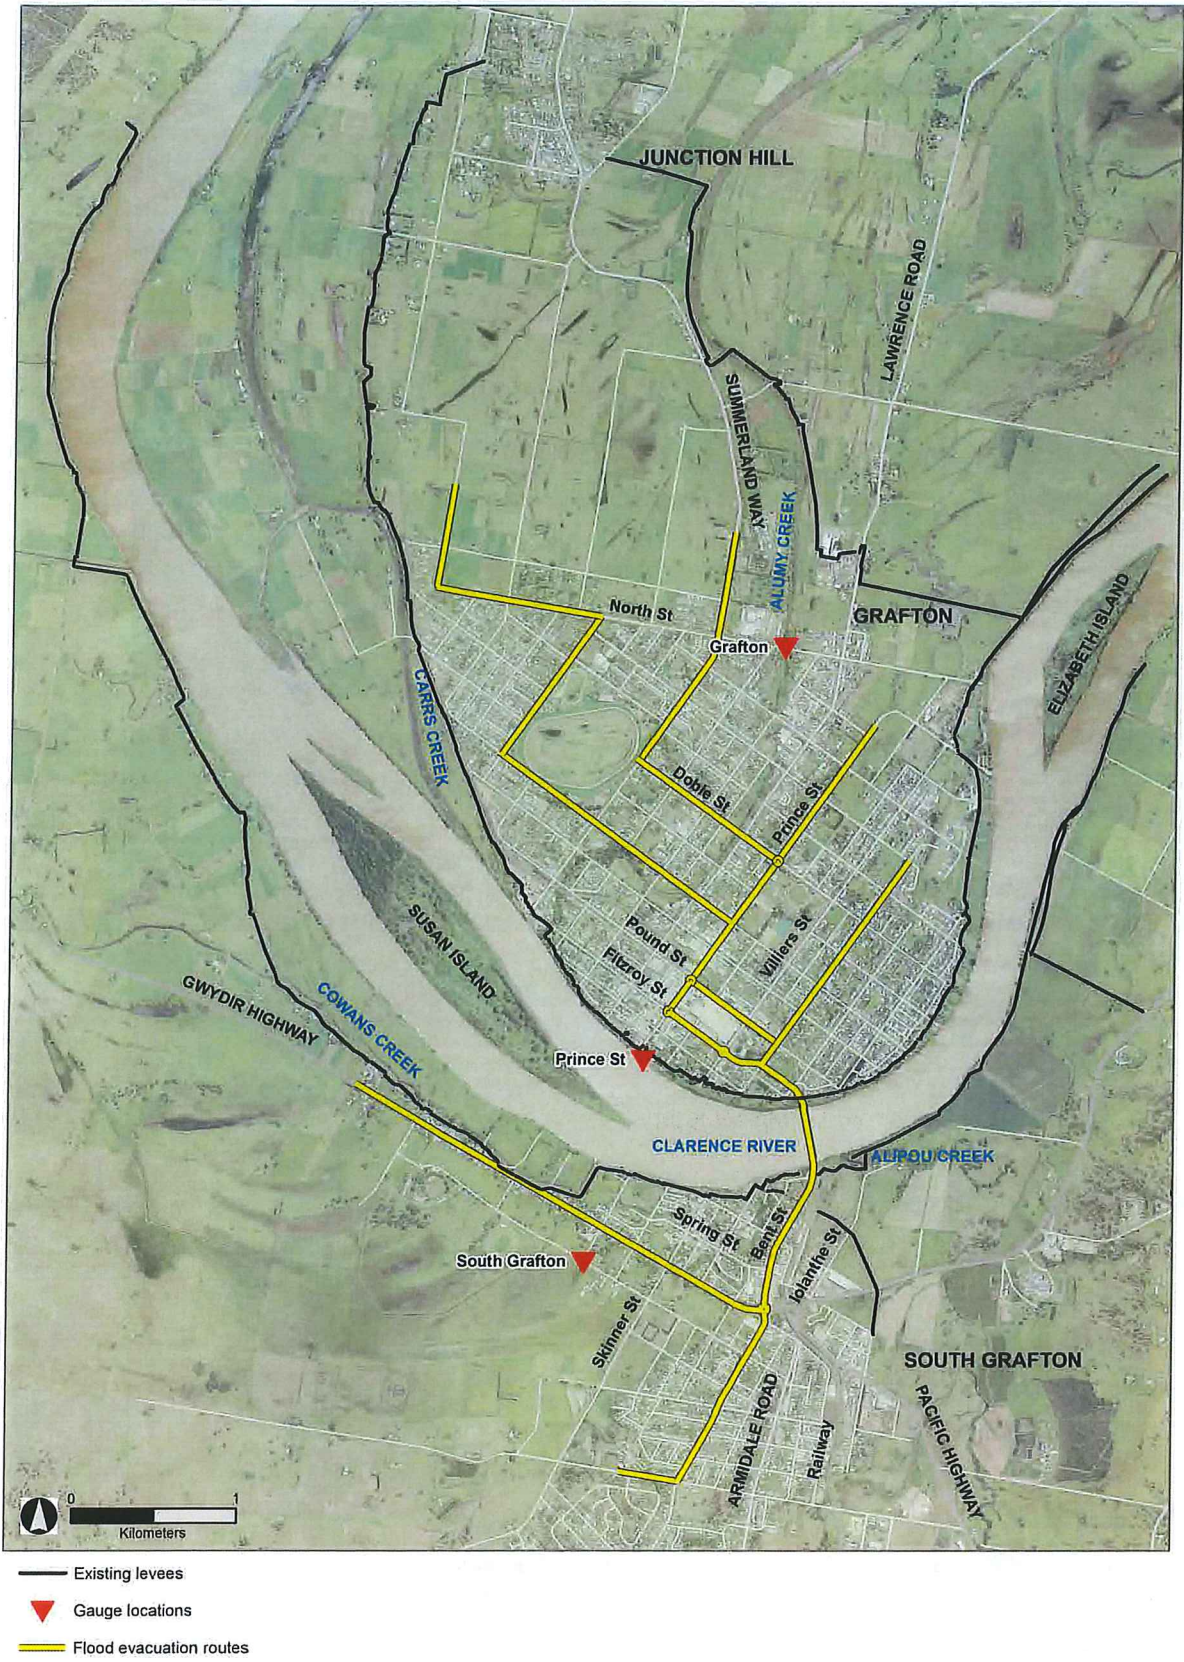 JUNCTION HILL
LAWRENCE ROAD
SUMMERLAND WAY
ALUMY CREEK
North St
GRAFTON
Grafton
ELIZABETH ISLAND
CARRS CREEK
Doble St
Prince St
SUSAN ISLAND
Pound St
Villiers St
Fitzroy St
GWYDIR HIGHWAY
COWANS CREEK
Prince St
CLARENCE RIVER
ALIPOU CREEK
Spring St
Bent St
Iolanthe St
South Grafton
Skinner St
SOUTH GRAFTON
ARMIDALE ROAD
Railway
PACIFIC HIGHWAY
0 1
Kilometers
Existing levees
Gauge locations
Flood evacuation routes